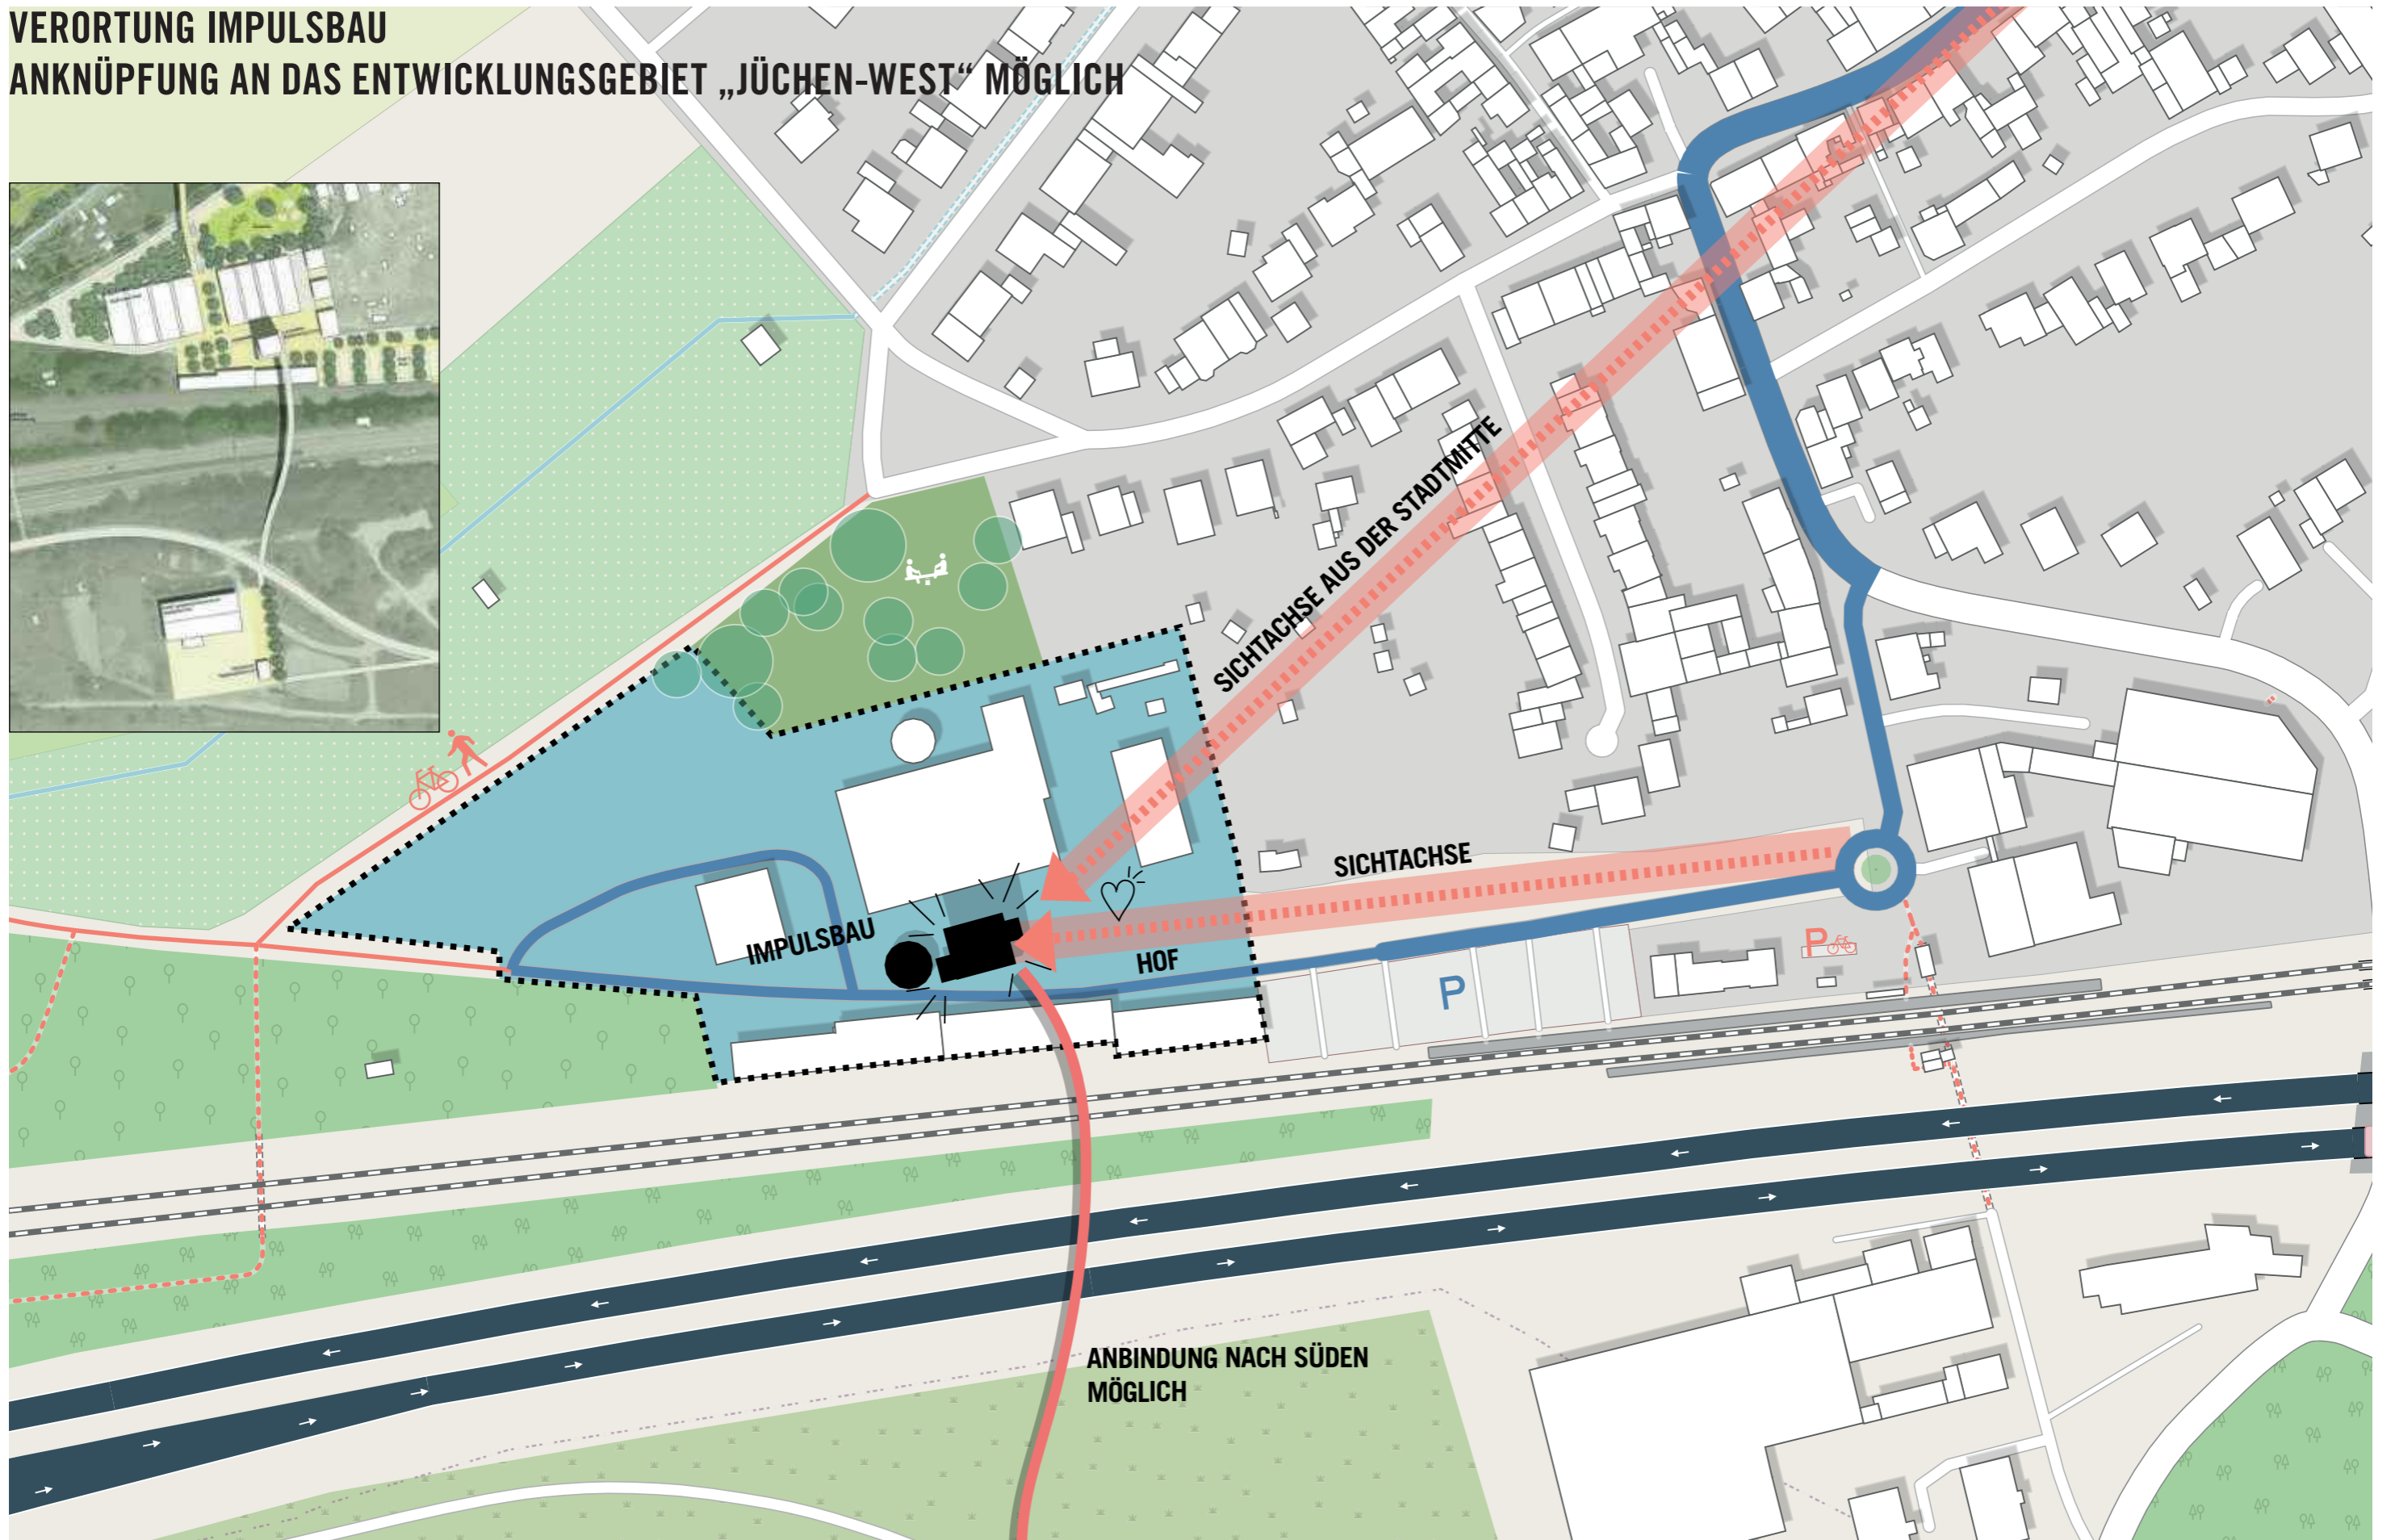 VERORTUNG IMPULSBAU
ANKNÜPFUNG AN DAS ENTWICKLUNGSGEBIET „JÜCHEN-WEST“ MÖGLICH
SICHTACHSE AUS DER STADTMITTE
SICHTACHSE
IMPULSBAU
HOF
P
P
ANBINDUNG NACH SÜDEN
MÖGLICH